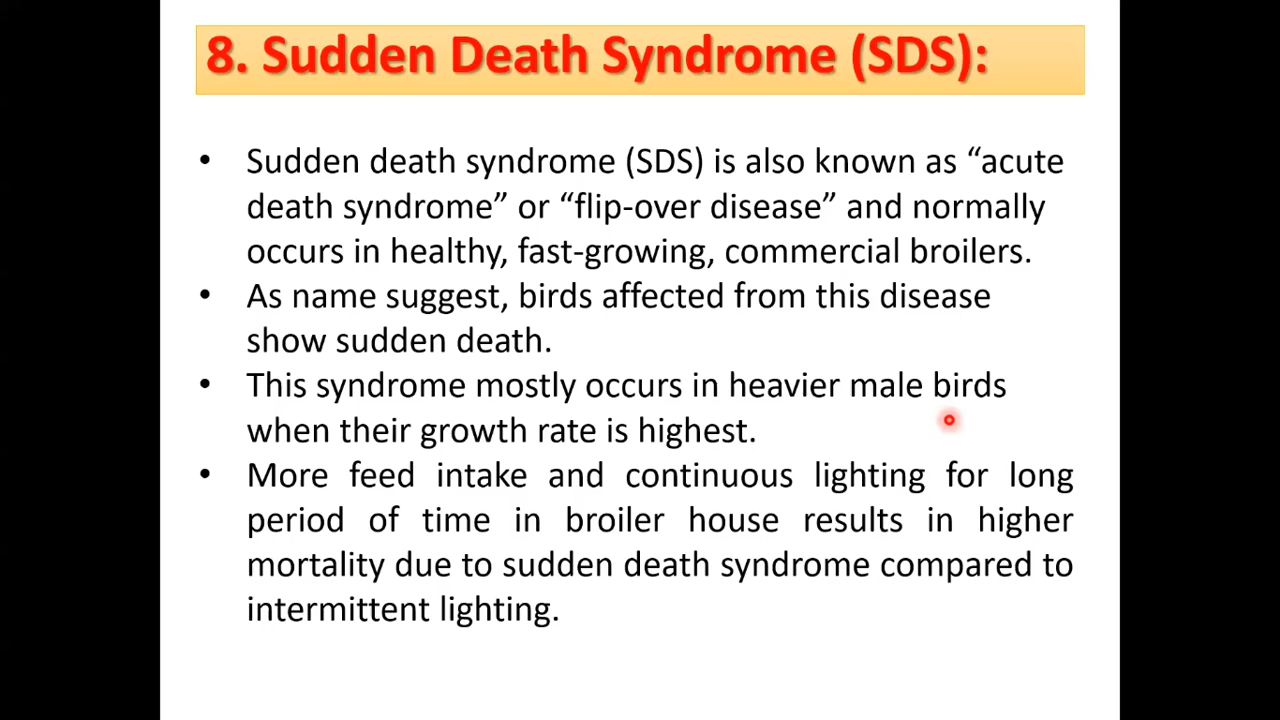 8. Sudden Death Syndrome (SDS):
• Sudden death syndrome (SDS) is also known as “acute
death syndrome” or “flip-over disease” and normally
occurs in healthy, fast-growing, commercial broilers.
• As name suggest, birds affected from this disease
show sudden death.
• This syndrome mostly occurs in heavier male birds
when their growth rate is highest.
• More feed intake and continuous lighting for long
period of time in broiler house results in higher
mortality due to sudden death syndrome compared to
intermittent lighting.